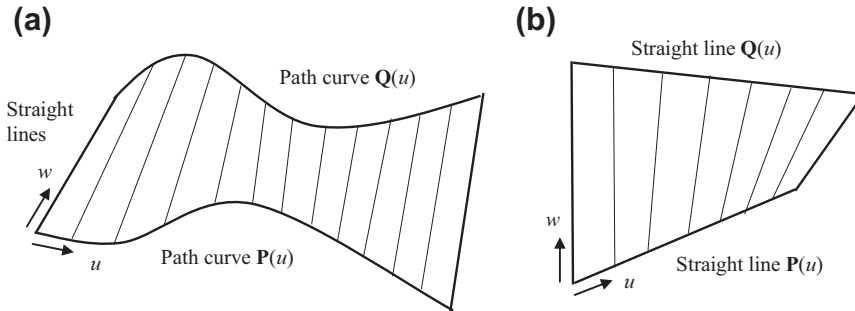 (a)
Path curve Q(u)
Straight
lines
w
u
Path curve P(u)
(b)
Straight line Q(u)
w
u
Straight line P(u)